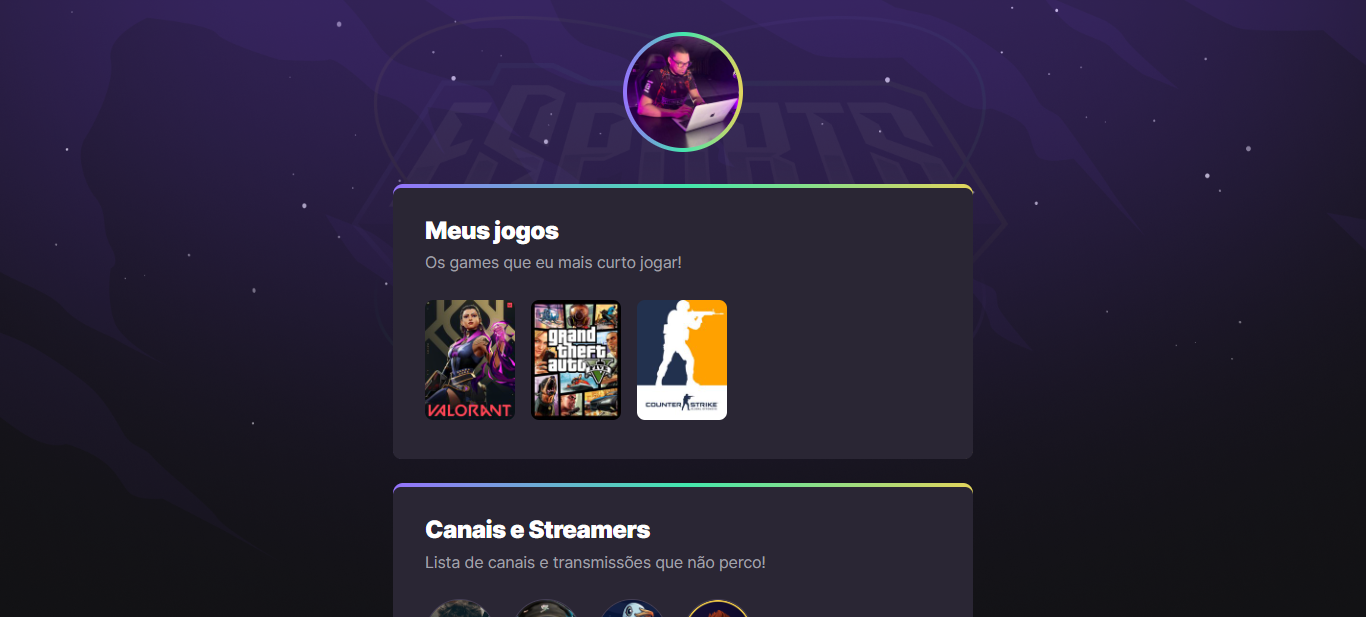 ESPORTS
Meus jogos
Os games que eu mais curto jogar!
VALORANT
grand
theft
auto
FIVE
COUNTER STRIKE
Canais e Streamers
Lista de canais e transmissões que não perco!